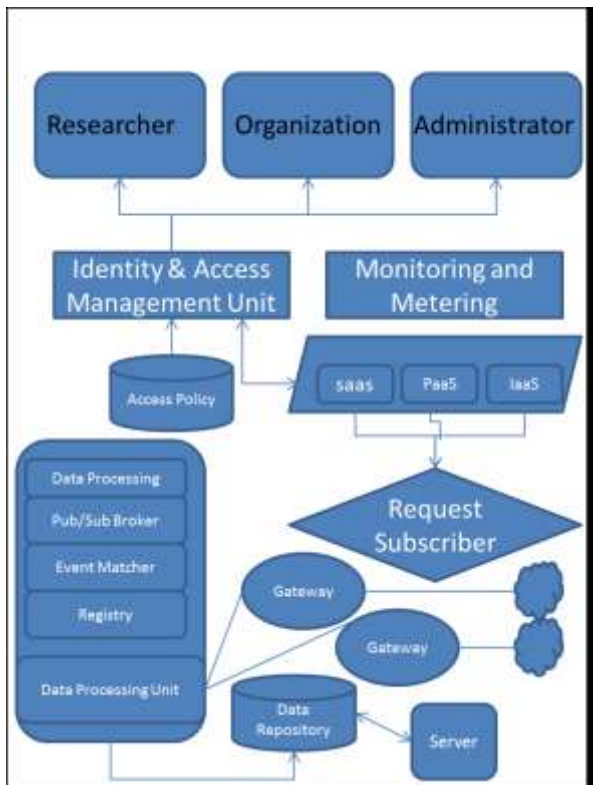 Researcher
Organization
Administrator
Identity & Access
Management Unit
Monitoring and
Metering
Access Policy
saas
PaaS
IaaS
Data Processing
Pub/Sub Broker
Event Matcher
Registry
Data Processing Unit
Request
Subscriber
Gateway
Gateway
Data
Repository
Server